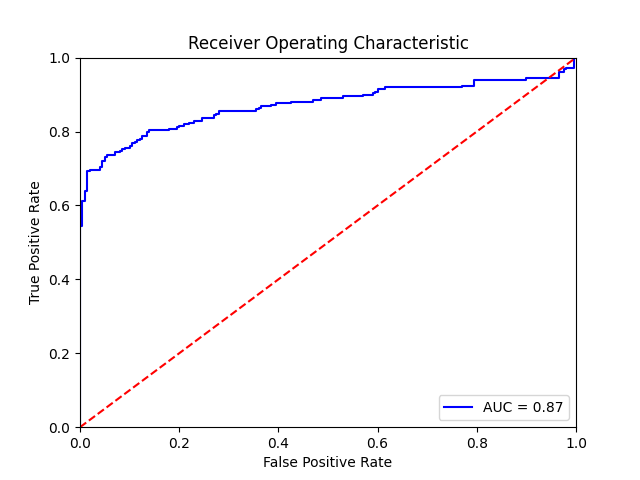 Receiver Operating Characteristic
True Positive Rate
1.0
0.8
0.6
0.4
0.2
0.0
AUC = 0.87
0.0 0.2 0.4 0.6 0.8 1.0
False Positive Rate